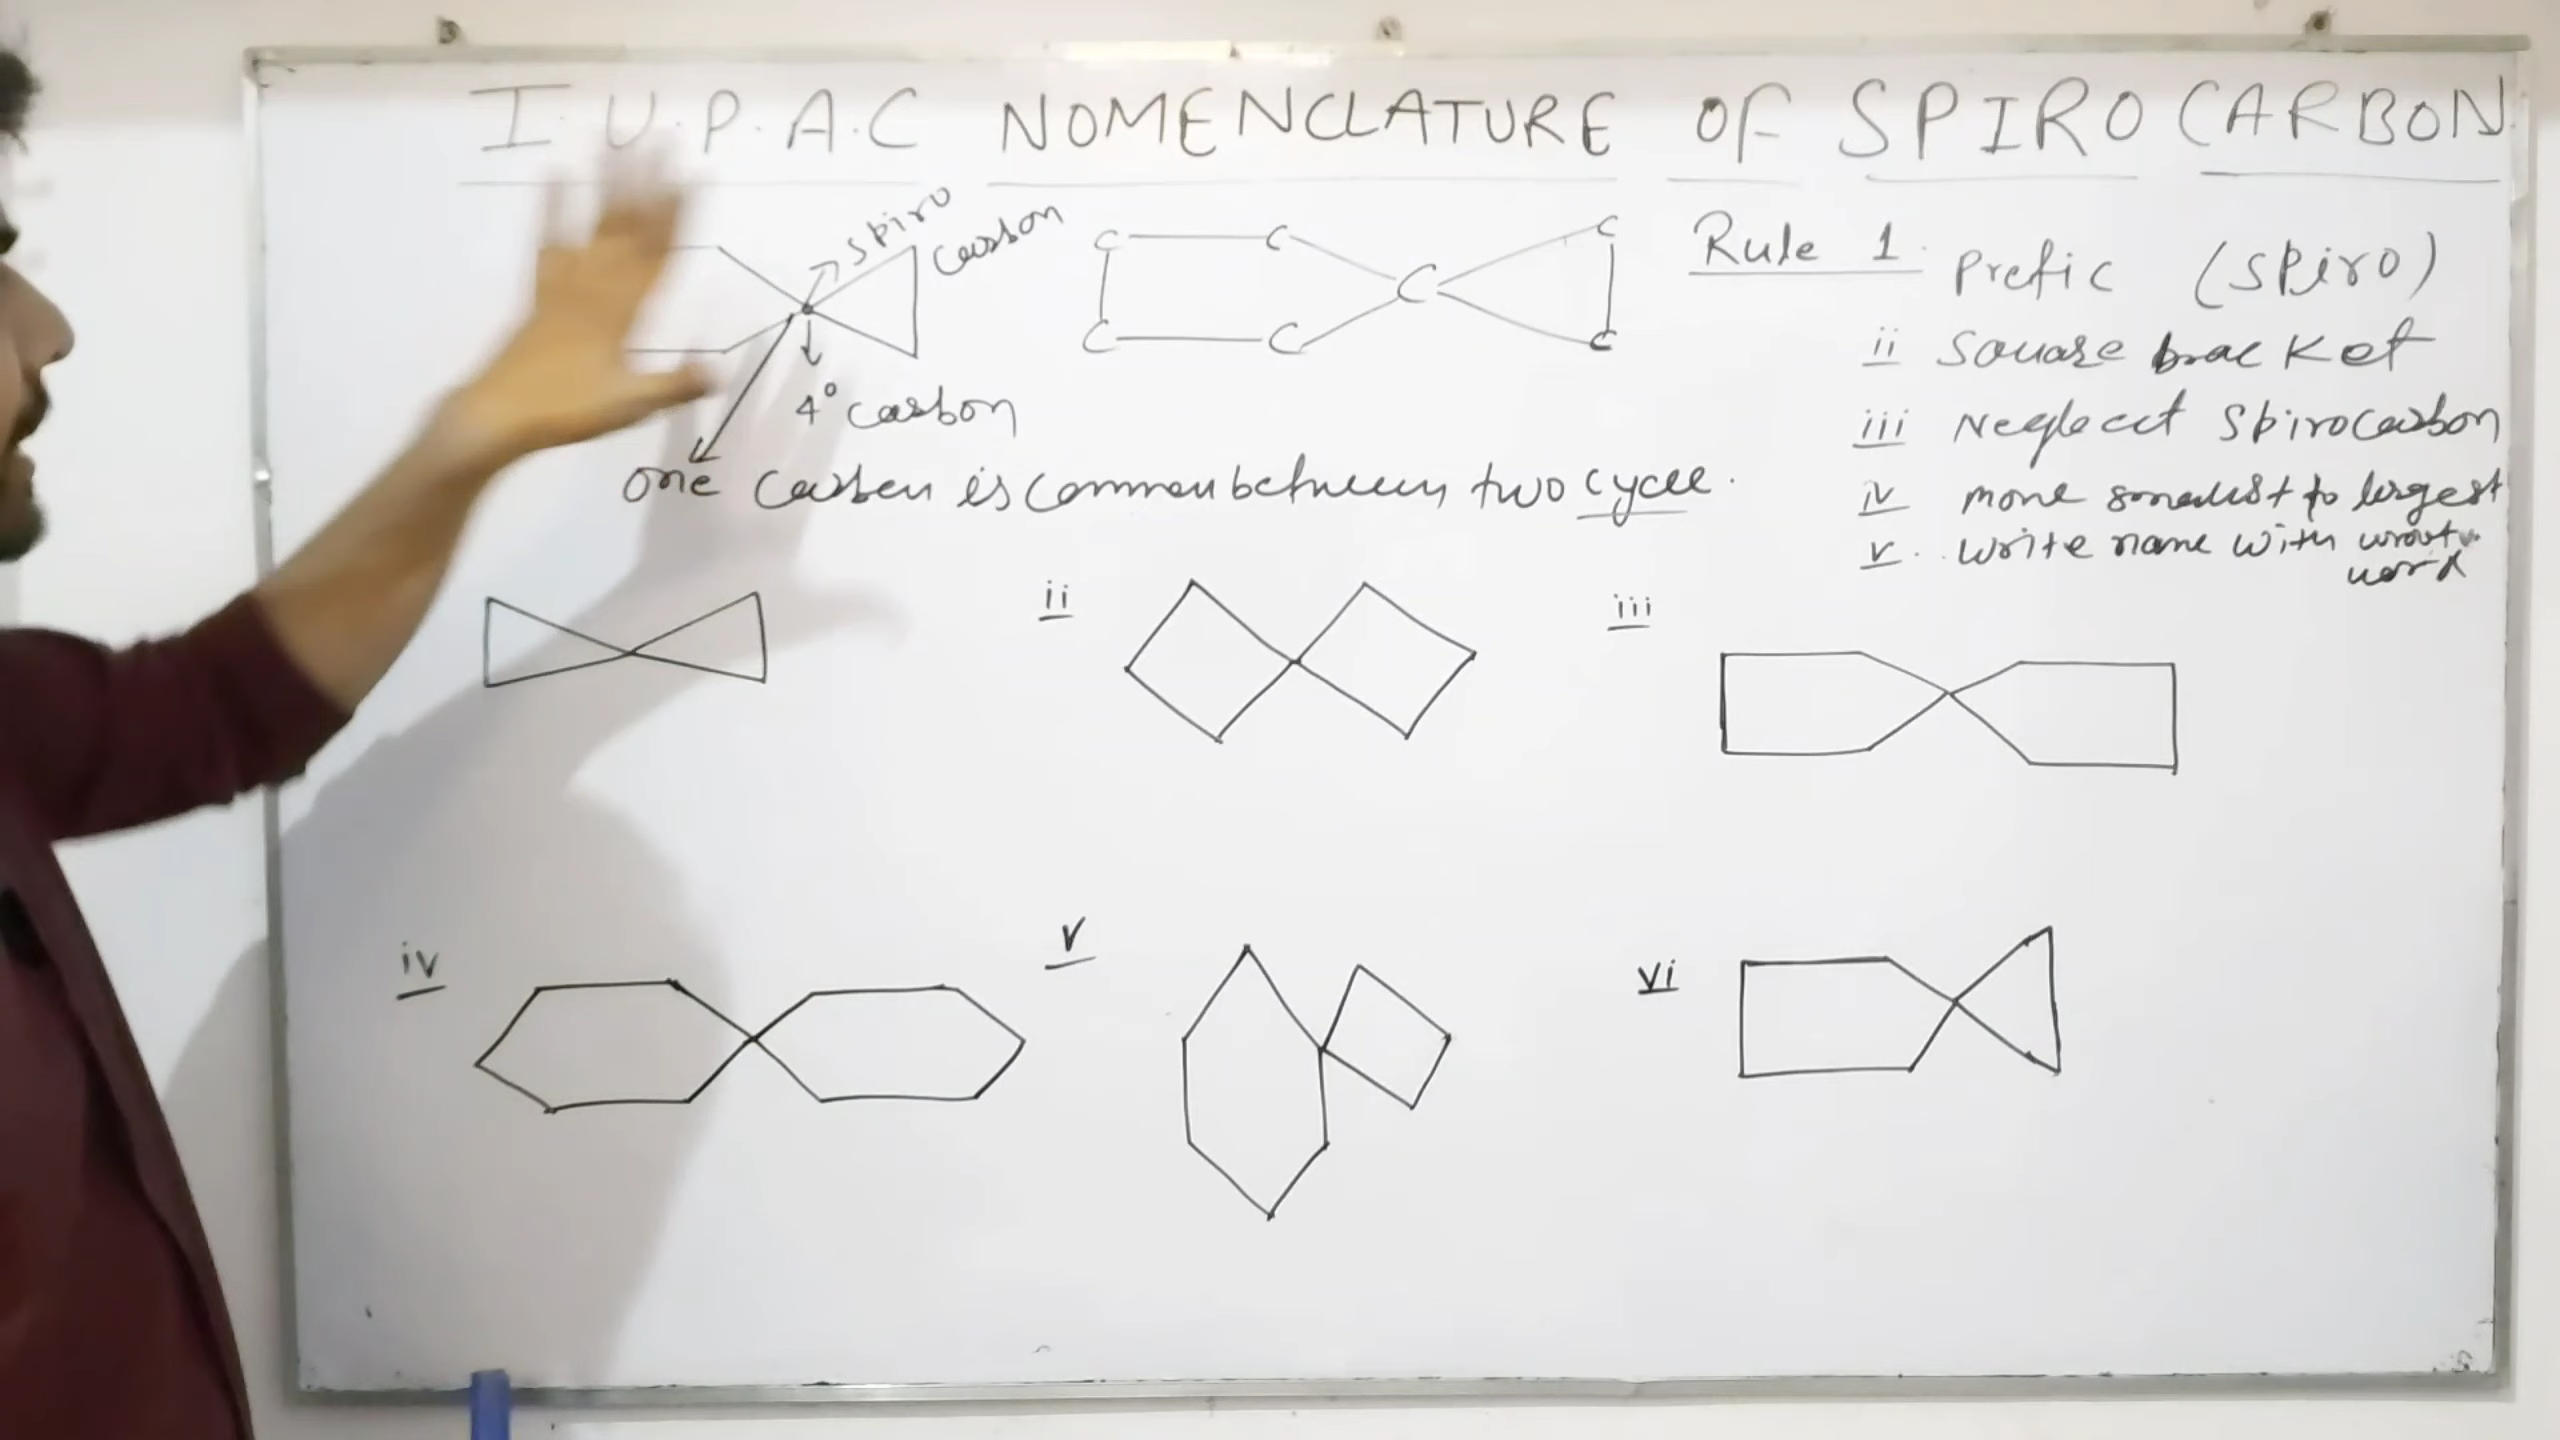 I.U.P.A.C NOMENCLATURE OF SPIRO CARBON
spiro
carbon
4° carbon
one carbon is common between two cycle.
C C C C
C C C
Rule 1. Prefic (SPiro)
ii Square bracket
iii Neglect Spirocarbon
iv move smallest to largest
v. write name with
word
ii
iii
iv
v
vi